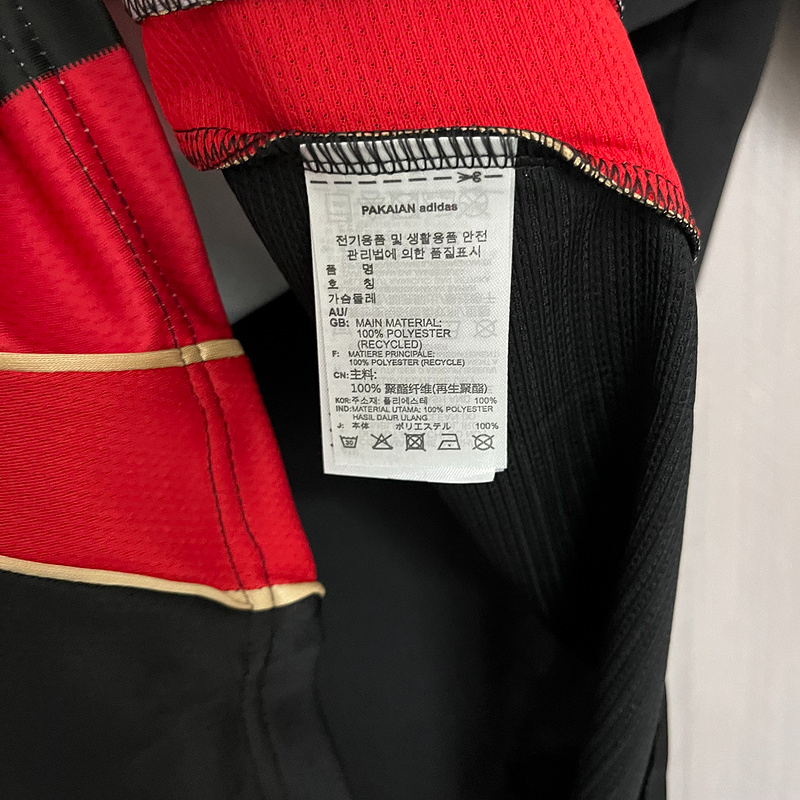 PAKAIAN adidas
전기용품 및 생활용품 안전
관리법에 의한 품질표시
품 명
호 칭
가슴둘레
AU/
GB: MAIN MATERIAL:
100% POLYESTER
(RECYCLED)
F: MATIERE PRINCIPALE:
100% POLYESTER (RECYCLE)
CN:主料:
100% 聚酯纤维(再生聚酯)
KOR:주소재: 폴리에스테 100%
IND:MATERIAL UTAMA: 100% POLYESTER
HASIL DAUR ULANG
J: 本体 ポリエステル 100%
30